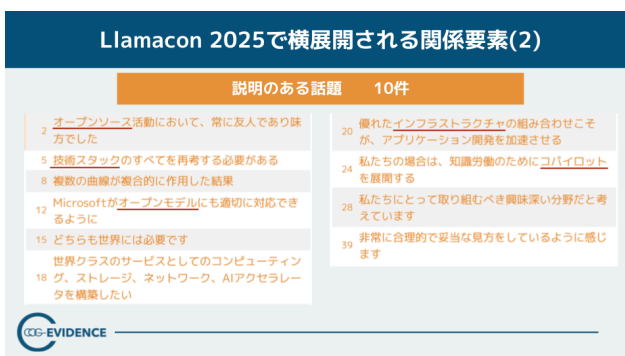 Llamacon 2025で横展開される関係要素(2)
説明のある話題 10件
2 オープンソース活動において、常に友人であり味
方でした
5 技術スタックのすべてを再考する必要がある
8 複数の曲線が複合的に作用した結果
12 Microsoftがオープンモデルにも適切に対応でき
るように
15 どちらも世界には必要です
18 世界クラスのサービスとしてのコンピューティン
グ、ストレージ、ネットワーク、AIアクセラレー
タを構築したい
20 優れたインフラストラクチャの組み合わせこそ
が、アプリケーション開発を加速させる
24 私たちの場合は、知識労働のためにコパイロット
を展開する
28 私たちにとって取り組むべき興味深い分野だと考
えています
39 非常に合理的で妥当な見方をしているように感じ
ます
COG-EVIDENCE